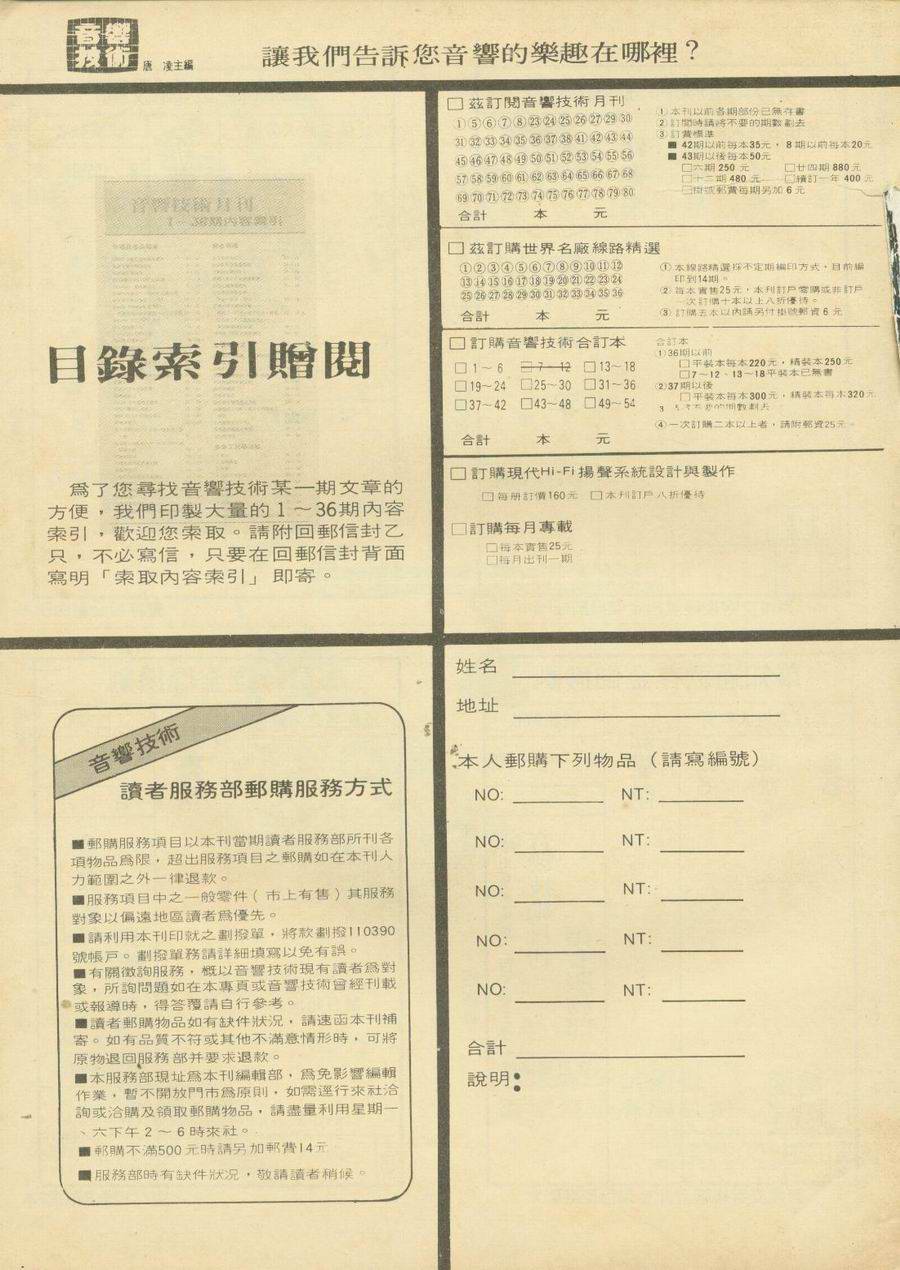 音響技術
唐 凌主編
讓我們告訴您音響的樂趣在哪裡？
目錄索引贈閱
為了您尋找音響技術某一期文章的
方便，我們印製大量的1～36期內容
索引，歡迎您索取。請附回郵信封乙
只，不必寫信，只要在回郵信封背面
寫明「索取內容索引」即寄。
□ 茲訂閱音響技術月刊
①⑤⑥⑦⑧㉓㉔㉕㉖㉗㉙㉚
㉛㉜㉝㉞㉟㊱㊲㊳㊶㊷㊸㊹
㊺㊻㊼㊽㊾㊿(51)(52)(53)(54)(55)(56)
(57)(58)(59)(60)(61)(62)(63)(64)(65)(66)(67)(68)
(69)(70)(71)(72)(73)(74)(75)(76)(77)(78)(79)(80)
合計 本 元
①本刊以前各期部份已無存書
②訂閱時請將不要的期數劃去
③訂費標準
■ 42期以前每本35元，8期以前每本20元
■ 43期以後每本50元
□六期 250 元 □廿四期 880 元
□十二期 480 元 □續訂一年 400 元
□掛號郵費每期另加 6 元
□ 茲訂購世界名廠線路精選
①②③④⑤⑥⑦⑧⑨⑩⑪⑫
⑬⑭⑮⑯⑰⑱⑲⑳㉑㉒㉓㉔
㉕㉖㉗㉘㉙㉚㉛㉜㉝㉞㉟㊱
合計 本 元
① 本線路精選採不定期編印方式，目前編
印到14期。
② 每本實售25元，本刊訂戶零購或非訂戶
一次訂購十本以上八折優待。
③ 訂購五本以內請另付掛號郵資 6 元
□ 訂購音響技術合訂本
□ 1～6 □ 7～12 □ 13～18
□ 19～24 □ 25～30 □ 31～36
□ 37～42 □ 43～48 □ 49～54
合計 本 元
合訂本
①36期以前
□平裝本每本220元，精裝本250元
□7～12、13～18平裝本已無書
②37期以後
□平裝本每本300元，精裝本每本320元
④一次訂購二本以上者，請附郵資25元。
□ 訂購現代Hi-Fi 揚聲系統設計與製作
□ 每册訂價160元 □ 本刊訂戶八折優待
□ 訂購每月專載
□每本實售25元
□每月出刊一期
音響技術
讀者服務部郵購服務方式
■郵購服務項目以本刊當期讀者服務部所刊各
項物品為限，超出服務項目之郵購如在本刊人
力範圍之外一律退款。
■服務項目中之一般零件（市上有售）其服務
對象以偏遠地區讀者為優先。
■請利用本刊印就之劃撥單，將款劃撥110390
號帳戶。劃撥單務請詳細填寫以免有誤。
■有關徵詢服務，概以音響技術現有讀者為對
象，所詢問題如在本專頁或音響技術曾經刊載
或報導時，得答覆請自行參考。
■讀者郵購物品如有缺件狀況，請速函本刊補
寄。如有品質不符或其他不滿意情形時，可將
原物退回服務部并要求退款。
■本服務部現址為本刊編輯部，為免影響編輯
作業，暫不開放門市為原則，如需逕行來社洽
詢或洽購及領取郵購物品，請盡量利用星期一
、六下午 2 ～ 6 時來社。
■郵購不滿500元時請另加郵費14元
■服務部時有缺件狀況，敬請讀者稍候。
姓名
地址
本人郵購下列物品（請寫編號）
NO: NT:
NO: NT:
NO: NT:
NO: NT:
NO: NT:
合計
說明：